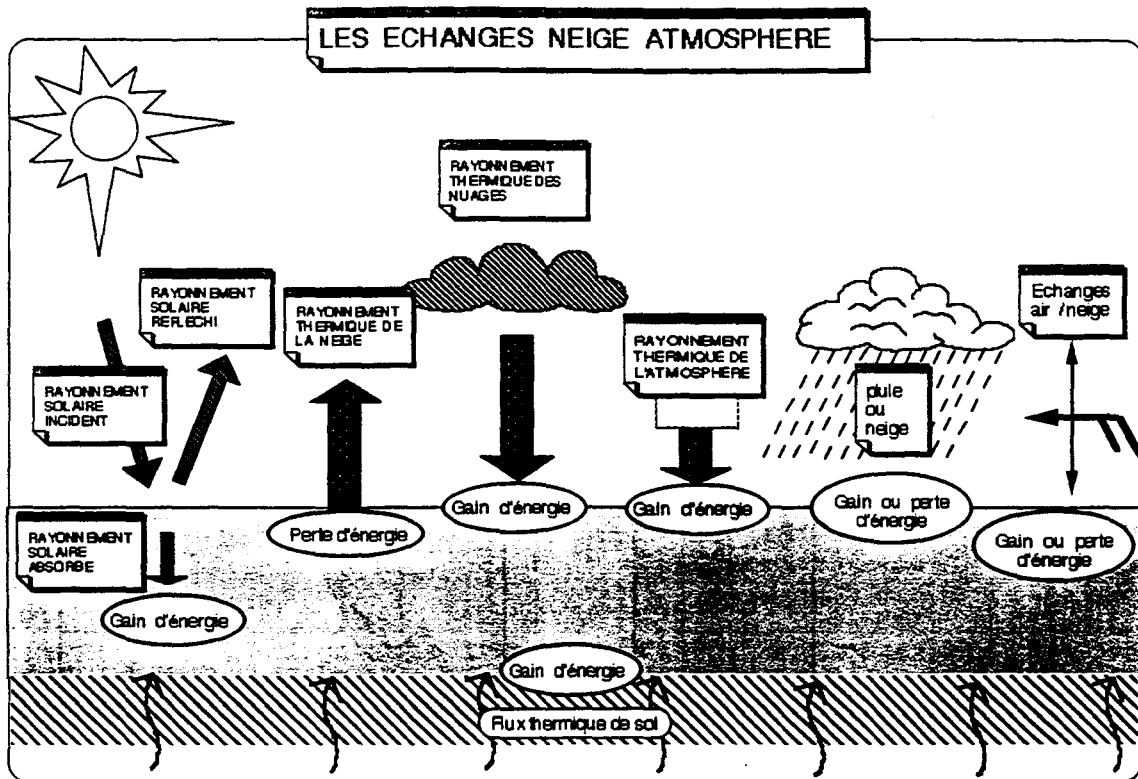 LES ECHANGES NEIGE ATMOSPHERE
RAYONNEMENT
THERMIQUE DES
NUAGES
RAYONNEMENT
SOLAIRE
REFLECHI
RAYONNEMENT
THERMIQUE DE
LA NEIGE
RAYONNEMENT
THERMIQUE DE
L'ATMOSPHERE
Echanges
air /neige
RAYONNEMENT
SOLAIRE
INCIDENT
pluie
ou
neige
RAYONNEMENT
SOLAIRE
ABSORBE
Perte d'énergie
Gain d'énergie
Gain d'énergie
Gain ou perte
d'énergie
Gain ou perte
d'énergie
Gain d'énergie
Gain d'énergie
Flux thermique de sol